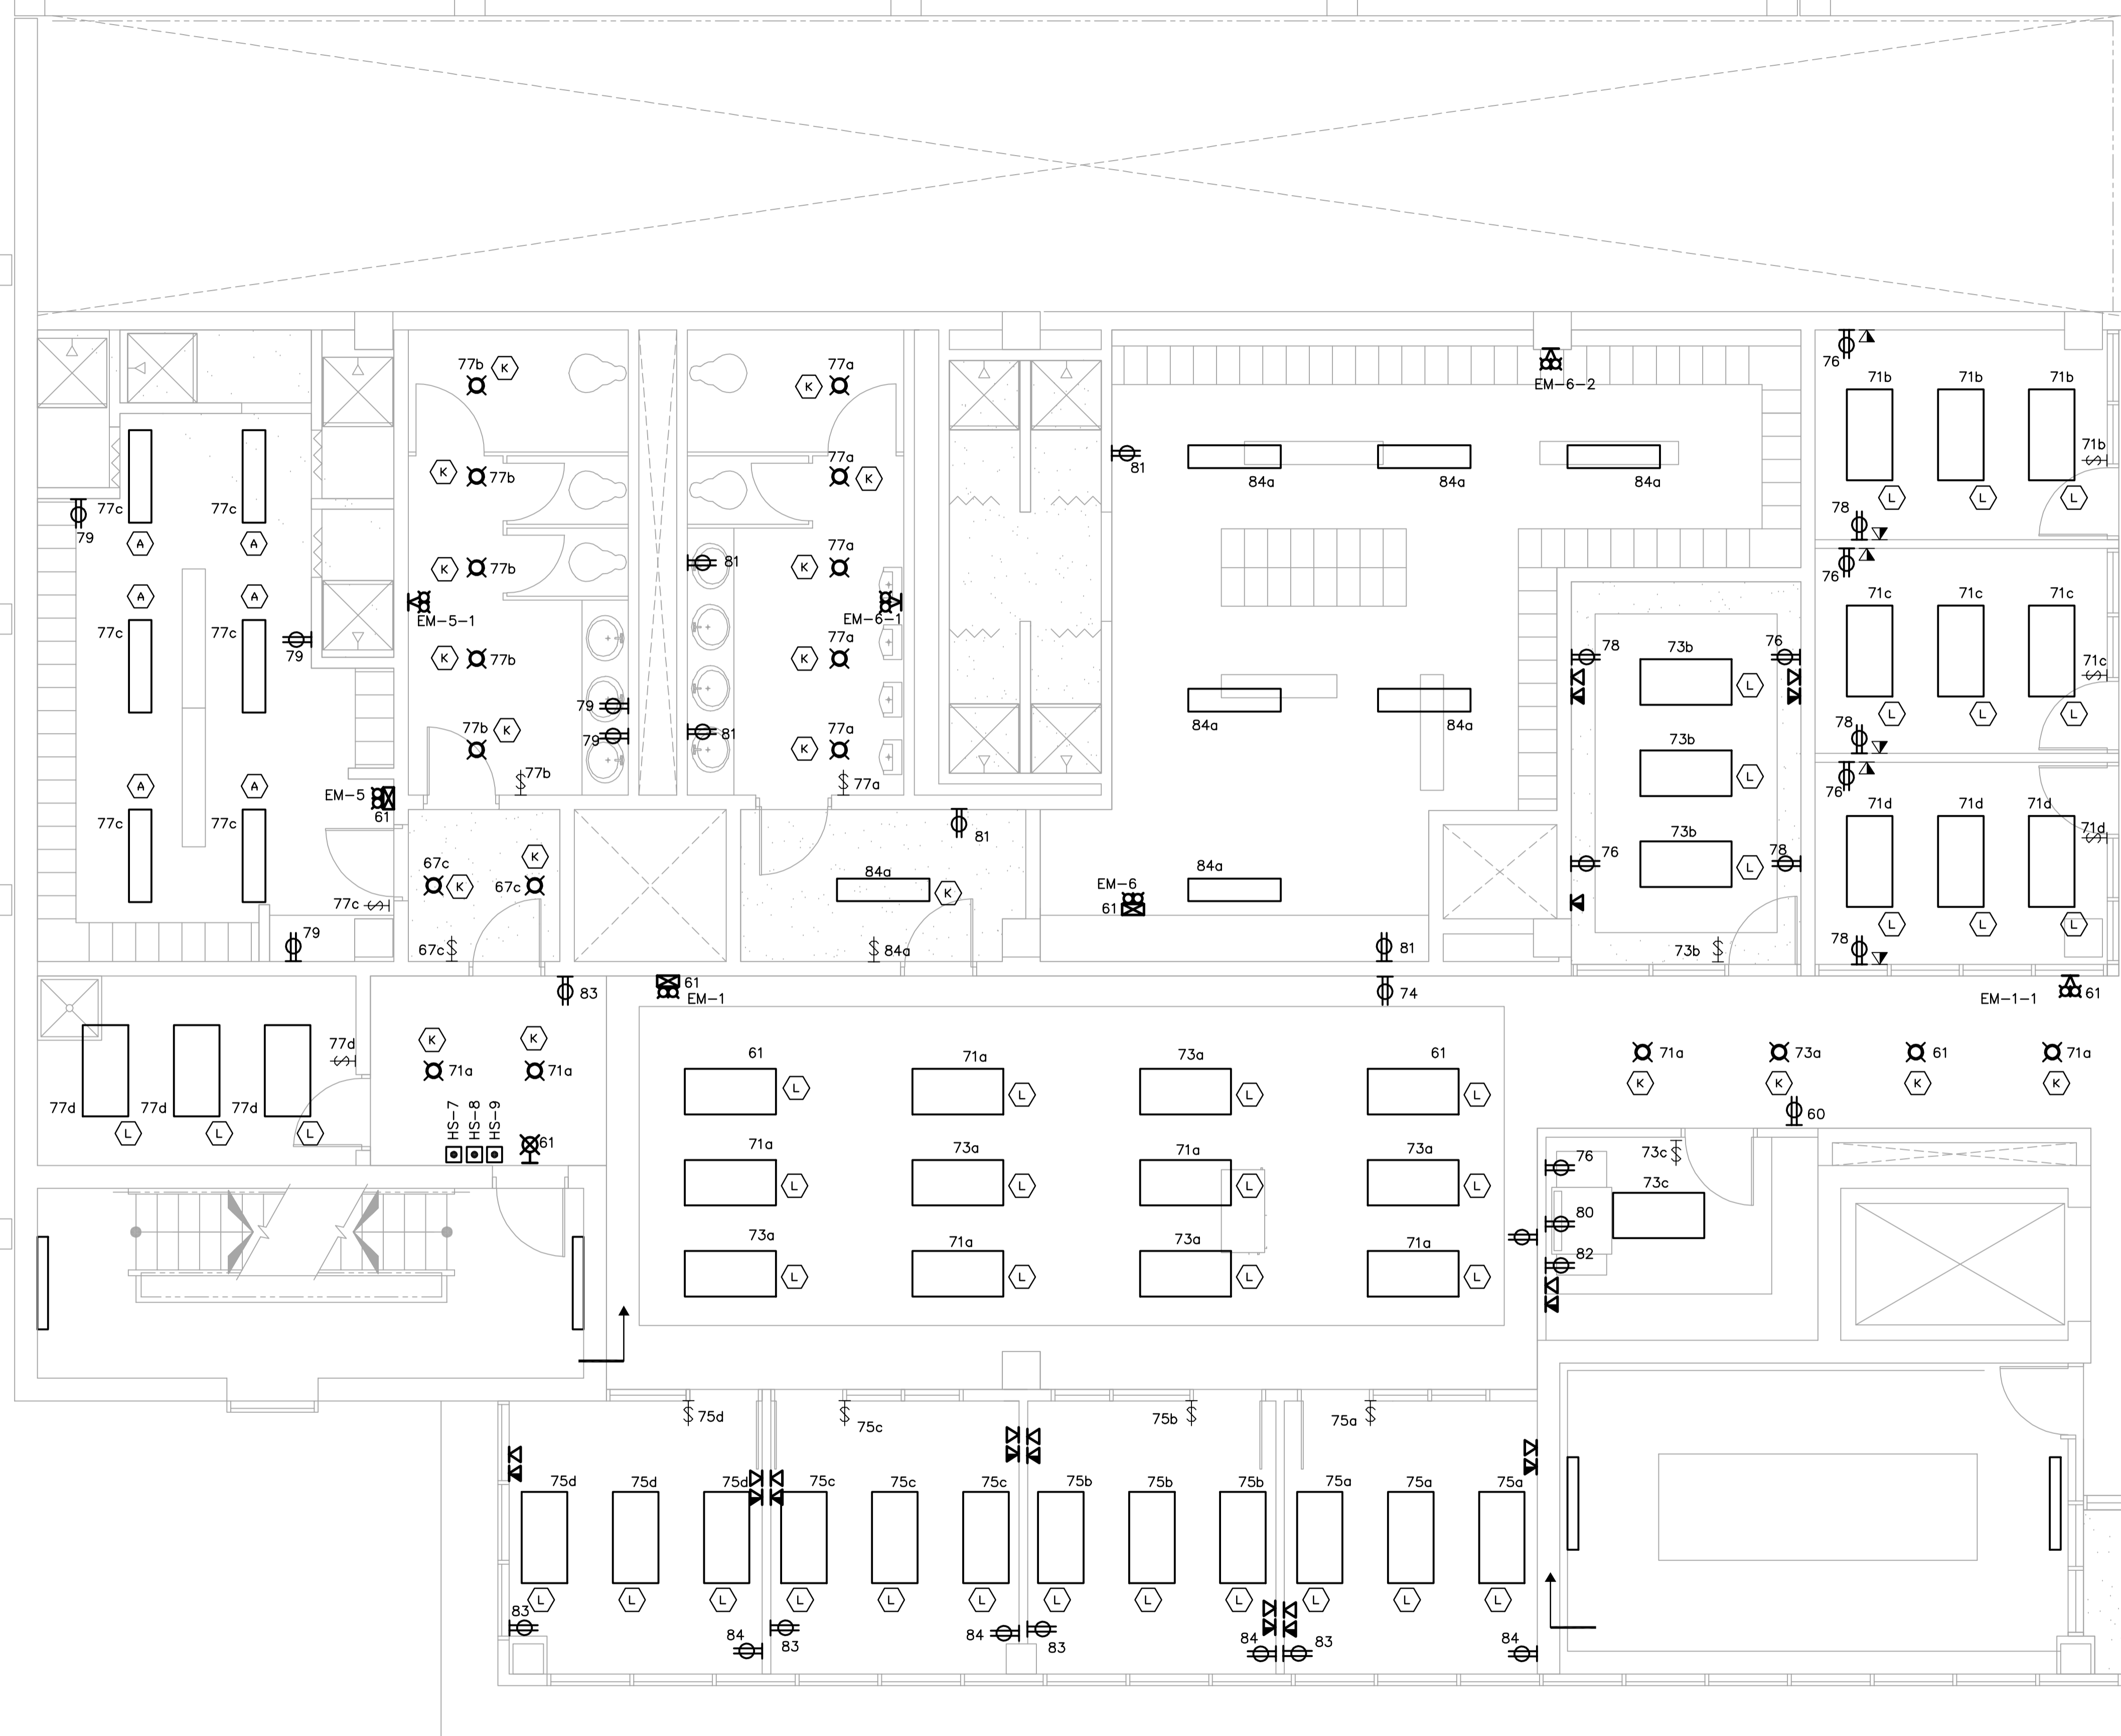 77b K K 77a 76 71b 71b 71b
EM-6-2
K 77b 77a K 81 71b
84a 84a 84a
77c 77c L L L
79 A A 78
K 77b 77a K 81 76
A A 71c 71c 71c
EM-5-1 EM-6-1
77c 77c 79 K 77b K 77a 78 73b 76 71c
L
79 81 L L L
77b K K 77a 84a 84a 73b 78
79
77b 77a 76
A A EM-5 61 L
77c 77c 81 73b 71d 71d 71d 71d
67c K K 67c 84a K 84a 76 78 L
EM-6 61
77c L L L
79 67c 84a 81 73b 78
83 61 EM-1 74 EM-1-1 61
77d K K 61 71a 73a 61 71a 73a 61 71a
71a 71a L L L L K K K K
77d 77d 77d HS-7 HS-8 HS-9 60
L L L 61 71a 73a 71a 73a 76 73c
L L L L 73c
73a 71a 73a 71a 80
L L L L 82
75d 75c 75b 75a
75d 75d 75d 75c 75c 75c 75b 75b 75b 75a 75a 75a
L L L L L L L L L L L L
83 84 83 84 83 84 83 84